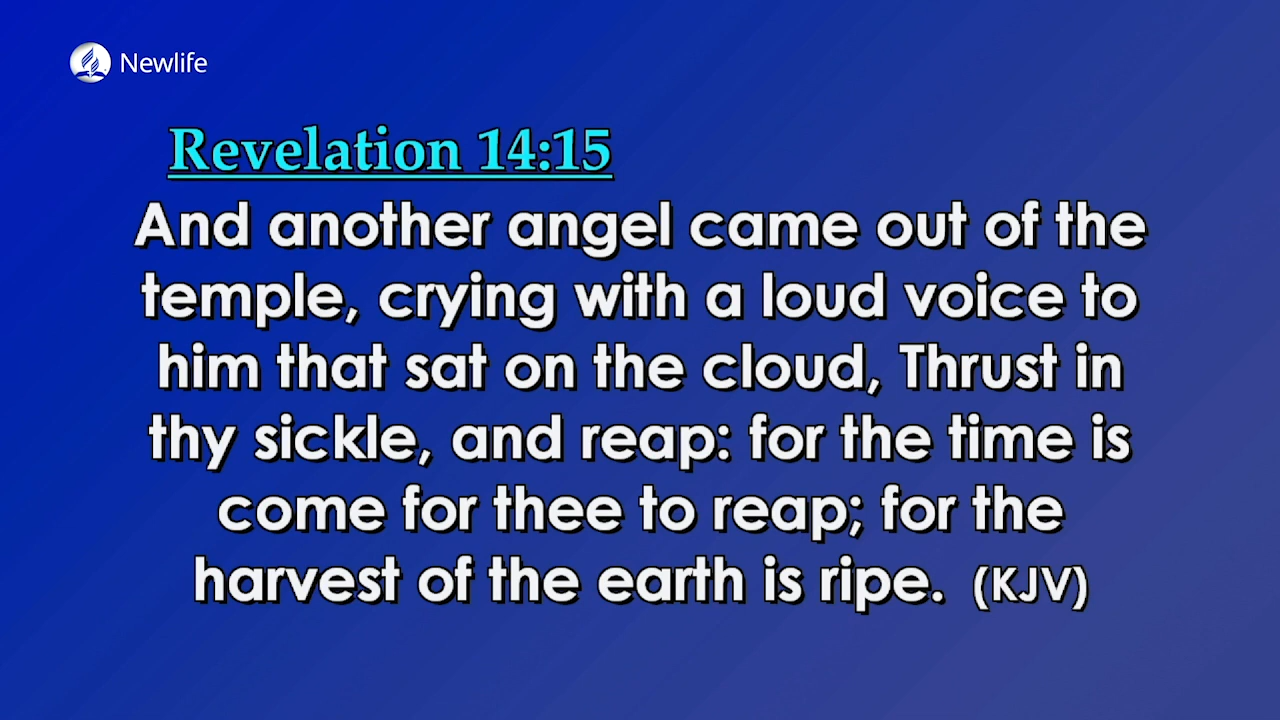 Newlife
Revelation 14:15
And another angel came out of the
temple, crying with a loud voice to
him that sat on the cloud, Thrust in
thy sickle, and reap: for the time is
come for thee to reap; for the
harvest of the earth is ripe. (KJV)